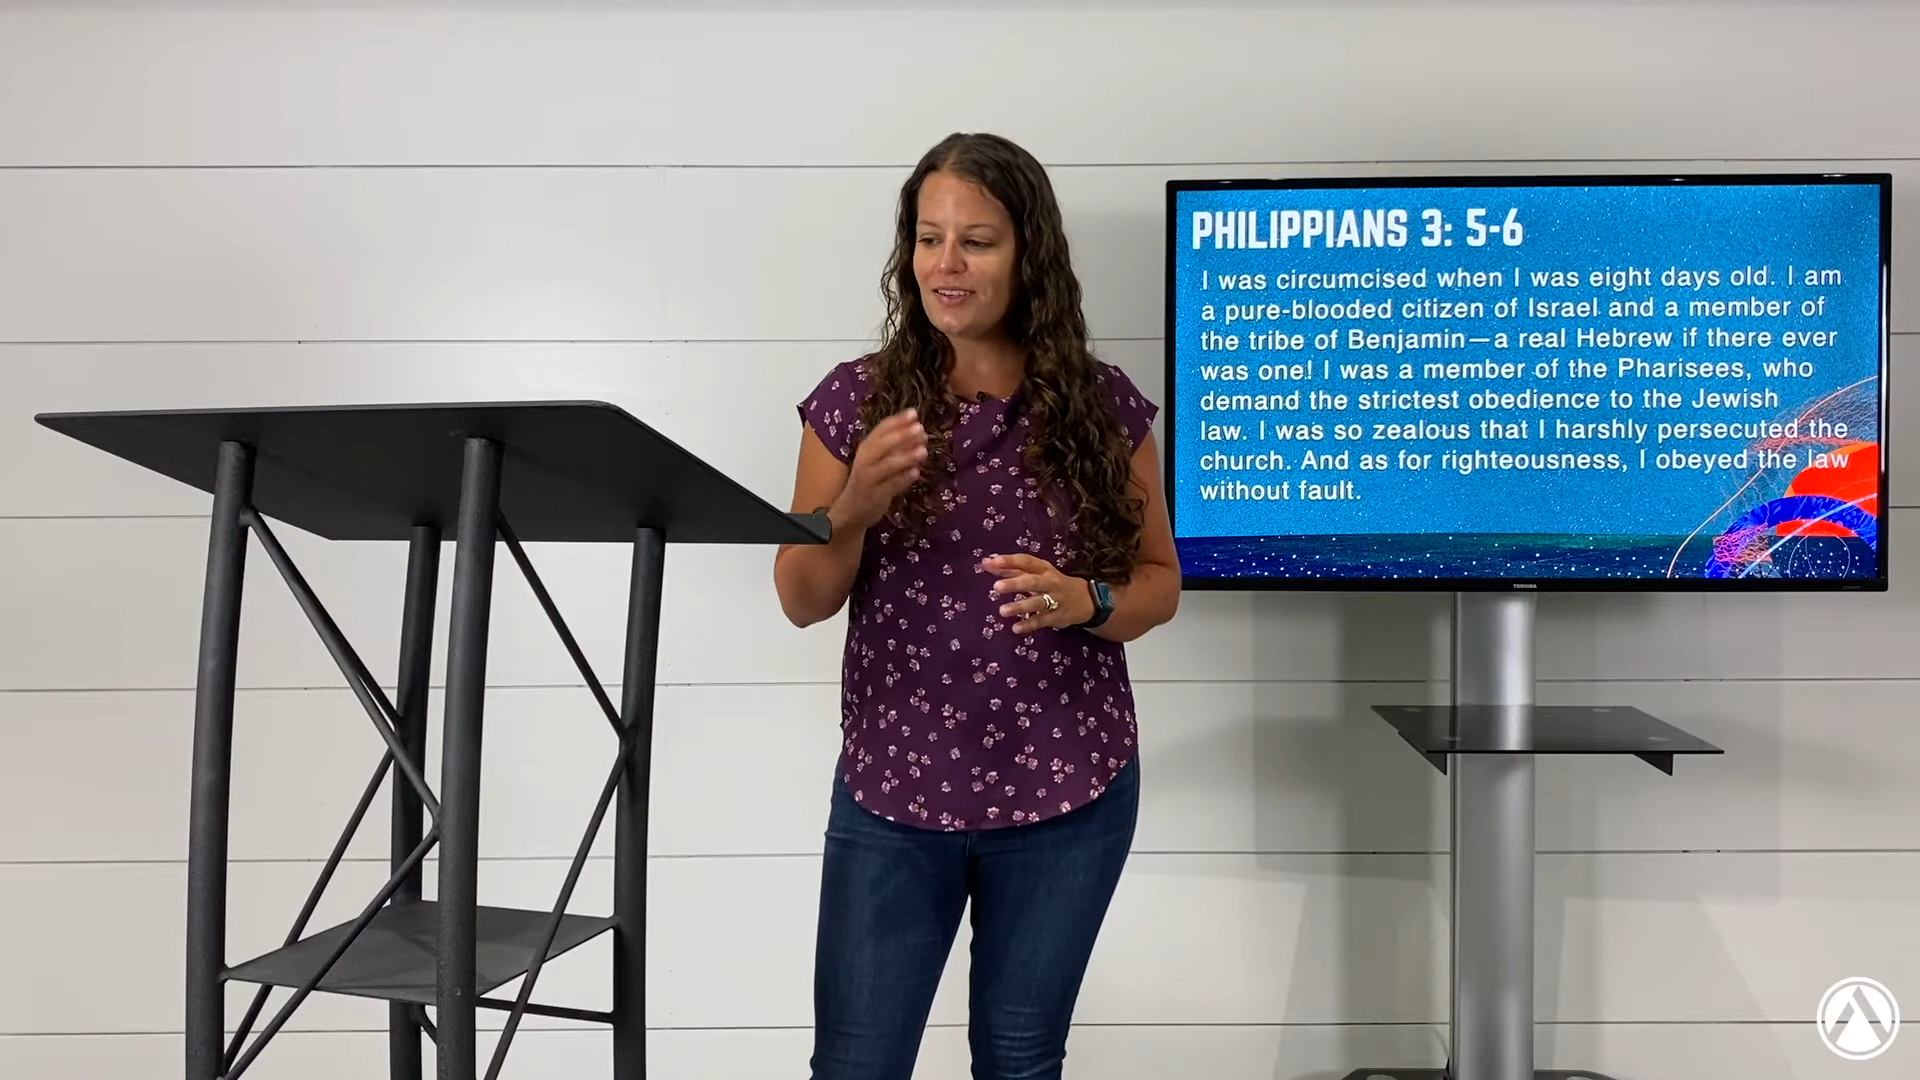 PHILIPPIANS 3: 5-6
I was circumcised when I was eight days old. I am
a pure-blooded citizen of Israel and a member of
the tribe of Benjamin—a real Hebrew if there ever
was one! I was a member of the Pharisees, who
demand the strictest obedience to the Jewish
law. I was so zealous that I harshly persecuted the
church. And as for righteousness, I obeyed the law
without fault.
TOSHIBA